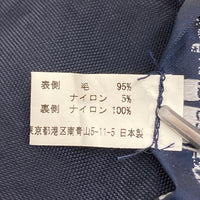 表側 毛 95%
ナイロン 5%
裏側 ナイロン 100%
東京都港区南青山5-11-5 日本製